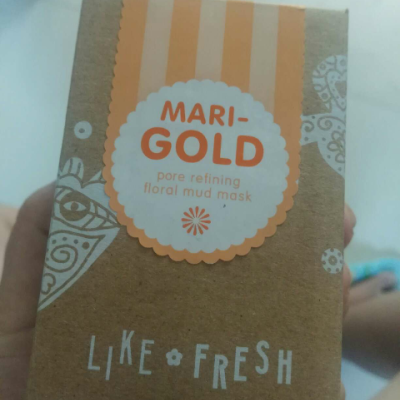 MARI-
GOLD
pore refining
floral mud mask
LIKE FRESH